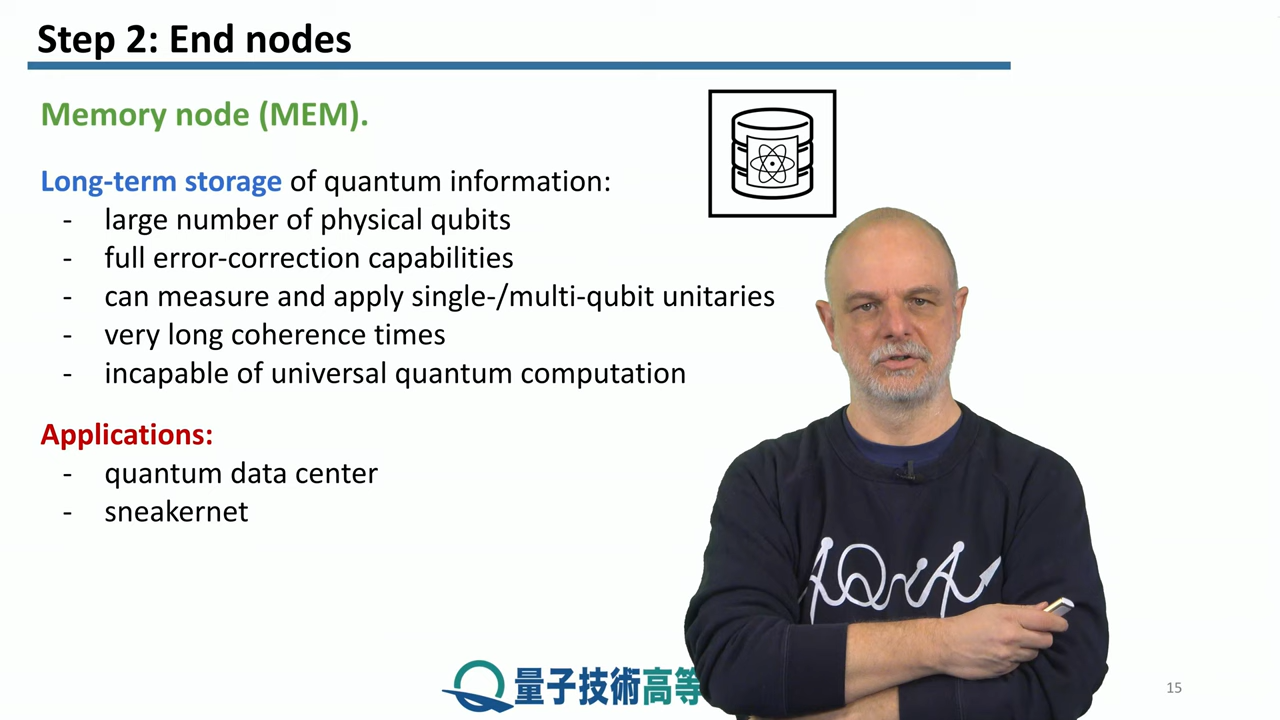 Step 2: End nodes
Memory node (MEM).
Long-term storage of quantum information:
- large number of physical qubits
- full error-correction capabilities
- can measure and apply single-/multi-qubit unitaries
- very long coherence times
- incapable of universal quantum computation
Applications:
- quantum data center
- sneakernet
AQUA
量子技術高等
15